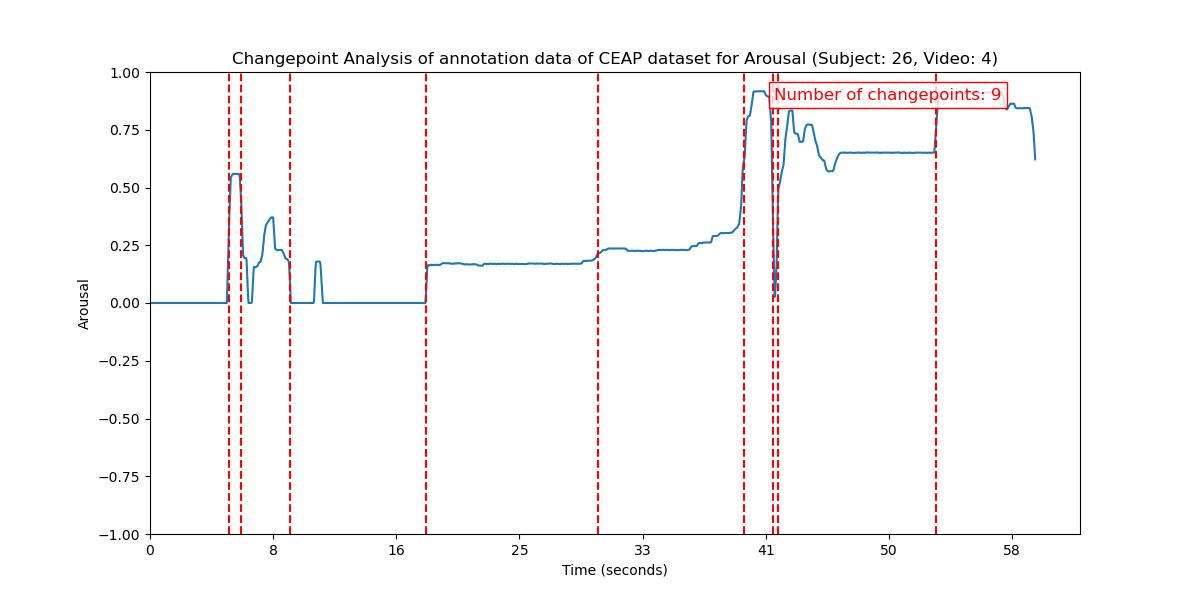 Changepoint Analysis of annotation data of CEAP dataset for Arousal (Subject: 26, Video: 4)
1.00
Number of changepoints: 9
0.75
0.50
0.25
0.00
−0.25
−0.50
−0.75
−1.00
Arousal
0 8 16 25 33 41 50 58
Time (seconds)